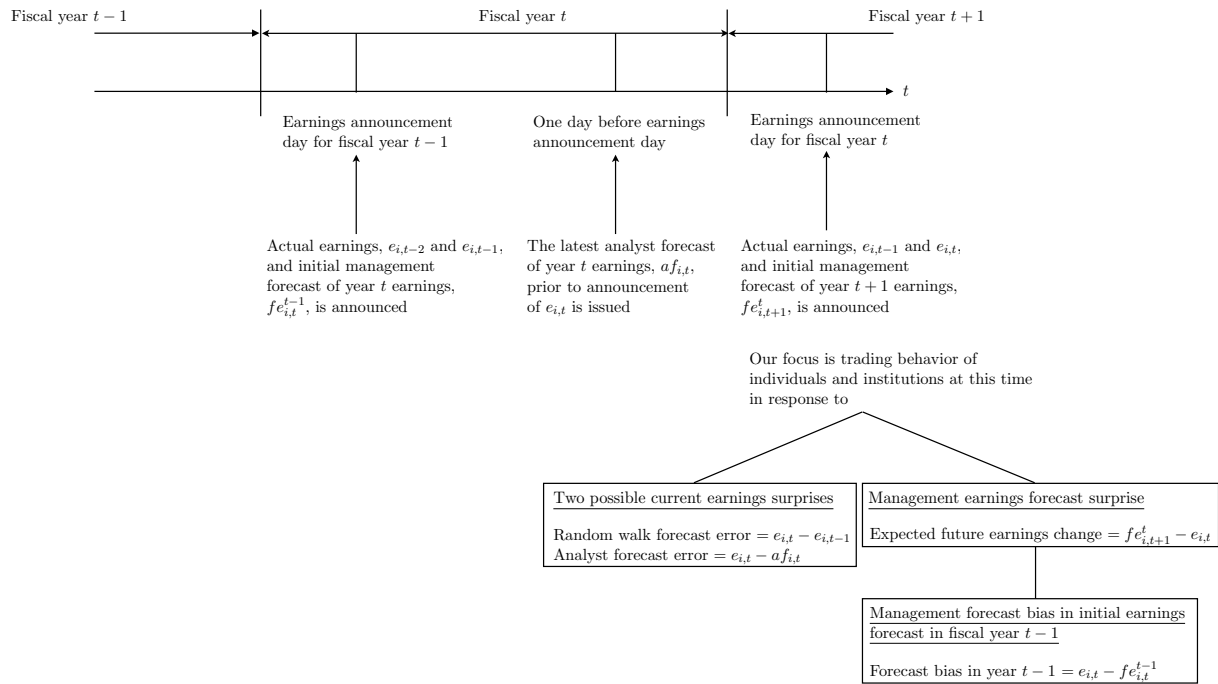 Fiscal year t − 1
Fiscal year t
Fiscal year t + 1
t
Earnings announcement
day for fiscal year t − 1
One day before earnings
announcement day
Earnings announcement
day for fiscal year t
Actual earnings, e_{i,t−2} and e_{i,t−1},
and initial management
forecast of year t earnings,
fe_{i,t}^{t−1}, is announced
The latest analyst forecast
of year t earnings, af_{i,t},
prior to announcement
of e_{i,t} is issued
Actual earnings, e_{i,t−1} and e_{i,t},
and initial management
forecast of year t + 1 earnings,
fe_{i,t+1}^{t}, is announced
Our focus is trading behavior of
individuals and institutions at this time
in response to
Two possible current earnings surprises
Random walk forecast error = e_{i,t} − e_{i,t−1}
Analyst forecast error = e_{i,t} − af_{i,t}
Management earnings forecast surprise
Expected future earnings change = fe_{i,t+1}^{t} − e_{i,t}
Management forecast bias in initial earnings
forecast in fiscal year t − 1
Forecast bias in year t − 1 = e_{i,t} − fe_{i,t}^{t−1}